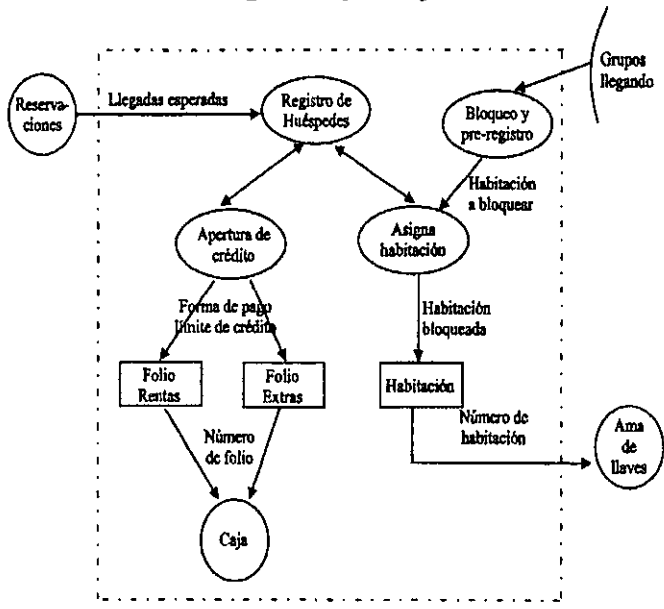 Grupos
llegando
Reserva-
ciones
Llegadas esperadas
Registro de
Huéspedes
Bloqueo y
pre-registro
Habitación
a bloquear
Apertura de
crédito
Asigna
habitación
Forma de pago
límite de crédito
Habitación
bloqueada
Folio
Rentas
Folio
Extras
Habitación
Número
de folio
Número de
habitación
Ama
de
llaves
Caja